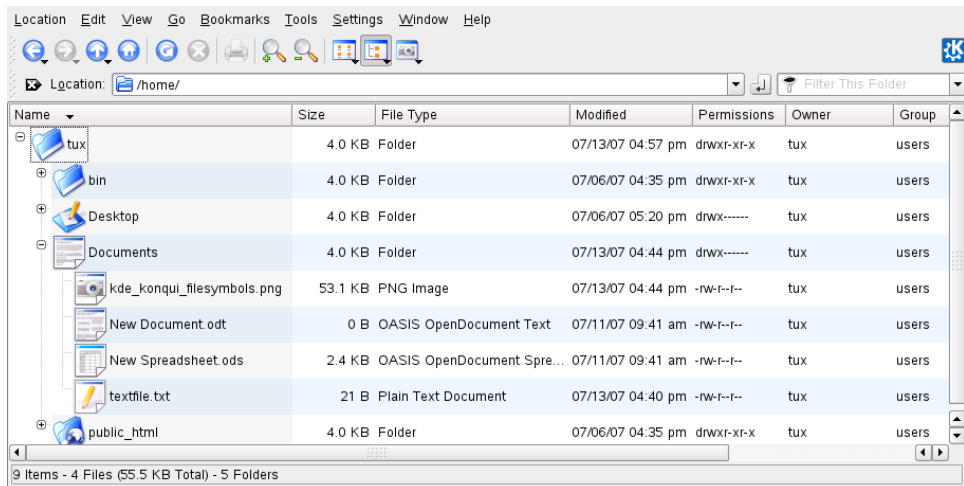 Location Edit View Go Bookmarks Tools Settings Window Help
Location: /home/ Filter This Folder
Name Size File Type Modified Permissions Owner Group
tux 4.0 KB Folder 07/13/07 04:57 pm drwxr-xr-x tux users
bin 4.0 KB Folder 07/06/07 04:35 pm drwxr-xr-x tux users
Desktop 4.0 KB Folder 07/06/07 05:20 pm drwx------ tux users
Documents 4.0 KB Folder 07/13/07 04:44 pm drwx------ tux users
kde_konqui_filesymbols.png 53.1 KB PNG Image 07/13/07 04:44 pm -rw-r--r-- tux users
New Document.odt 0 B OASIS OpenDocument Text 07/11/07 09:41 am -rw-r--r-- tux users
New Spreadsheet.ods 2.4 KB OASIS OpenDocument Spre... 07/11/07 09:41 am -rw-r--r-- tux users
textfile.txt 21 B Plain Text Document 07/13/07 04:40 pm -rw-r--r-- tux users
public_html 4.0 KB Folder 07/06/07 04:35 pm drwxr-xr-x tux users
9 Items - 4 Files (55.5 KB Total) - 5 Folders